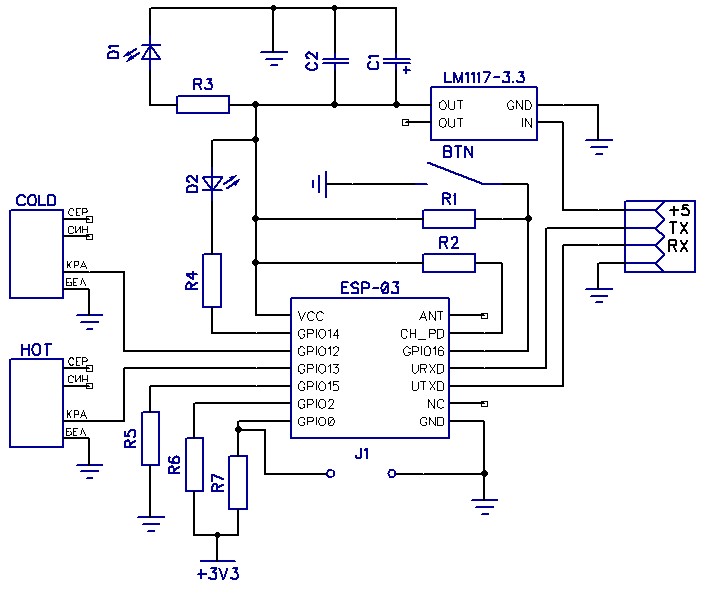 D1
C2
C1
+
R3
LM1117-3.3
OUT
GND
OUT
IN
BTN
D2
R1
+5
TX
RX
COLD
СЕР
СИН
КРА
БЕЛ
R2
R4
ESP-03
VCC
ANT
GPIO14
CH_PD
GPIO12
GPIO16
HOT
СЕР
СИН
КРА
БЕЛ
GPIO13
URXD
GPIO15
UTXD
GPIO2
NC
GPIO0
GND
R5
R6
R7
J1
+3V3